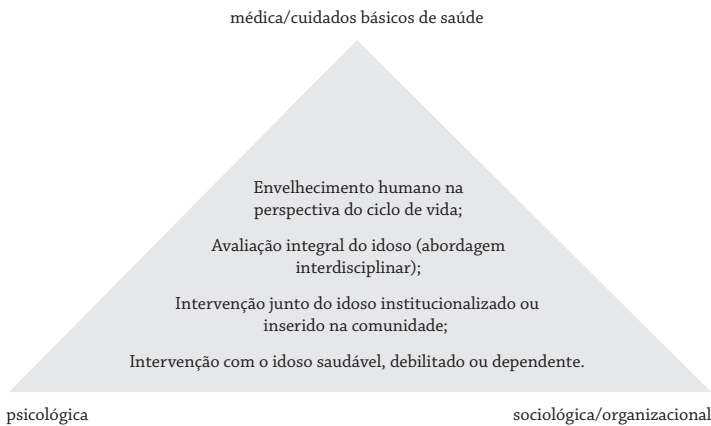 médica/cuidados básicos de saúde
Envelhecimento humano na
perspectiva do ciclo de vida;
Avaliação integral do idoso (abordagem
interdisciplinar);
Intervenção junto do idoso institucionalizado ou
inserido na comunidade;
Intervenção com o idoso saudável, debilitado ou dependente.
psicológica
sociológica/organizacional